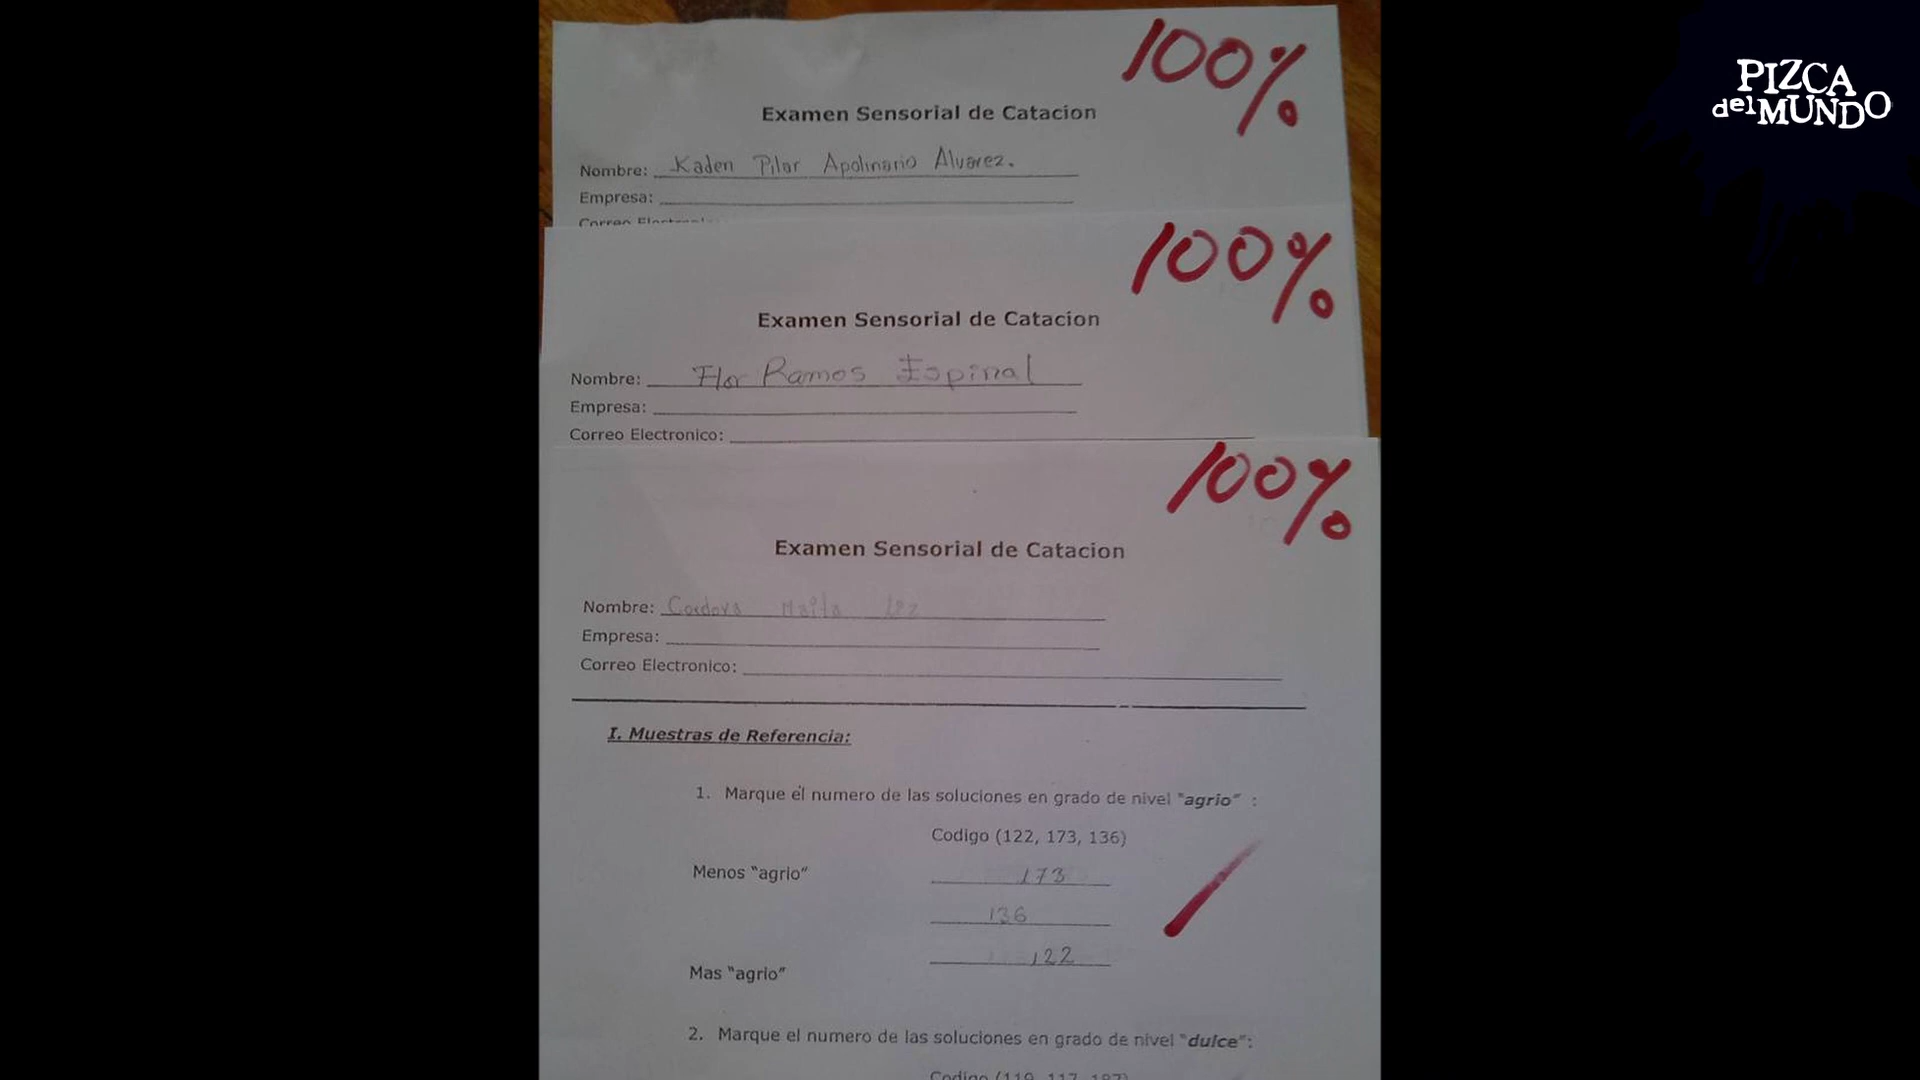 PIZCA
del MUNDO
100%
Examen Sensorial de Catacion
Nombre: Kaden Pilar Apolinario Alvarez.
Empresa:
Correo
100%
Examen Sensorial de Catacion
Nombre: Flor Ramos Espinal
Empresa:
Correo Electronico:
100%
Examen Sensorial de Catacion
Nombre: Cordova
Empresa:
Correo Electronico:
I. Muestras de Referencia:
1. Marque el numero de las soluciones en grado de nivel "agrio" :
Codigo (122, 173, 136)
Menos "agrio" 173
136
122
Mas "agrio"
2. Marque el numero de las soluciones en grado de nivel "dulce":
Codigo